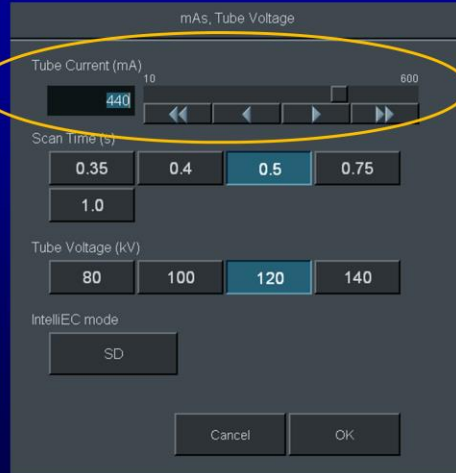 mAs, Tube Voltage
Tube Current (mA)
10 600
440
Scan Time (s)
0.35 0.4 0.5 0.75
1.0
Tube Voltage (kV)
80 100 120 140
IntelliEC mode
SD
Cancel OK